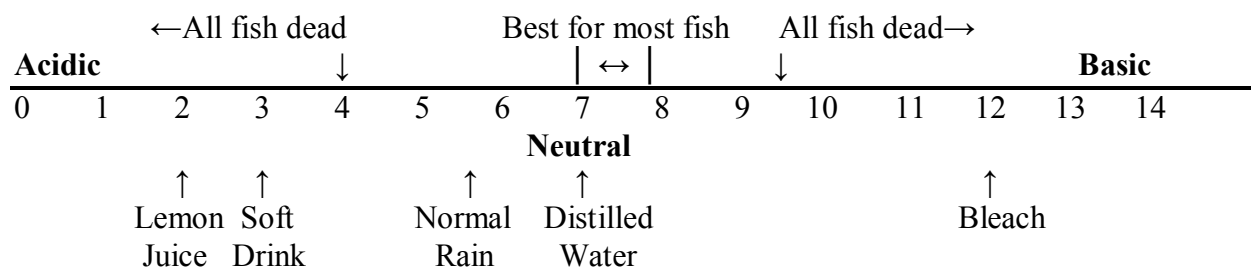 ←All fish dead Best for most fish All fish dead→
Acidic ↓ | ↔ | ↓ Basic
0 1 2 3 4 5 6 7 8 9 10 11 12 13 14
Neutral
↑ ↑ ↑ ↑ ↑
Lemon Soft Normal Distilled Bleach
Juice Drink Rain Water